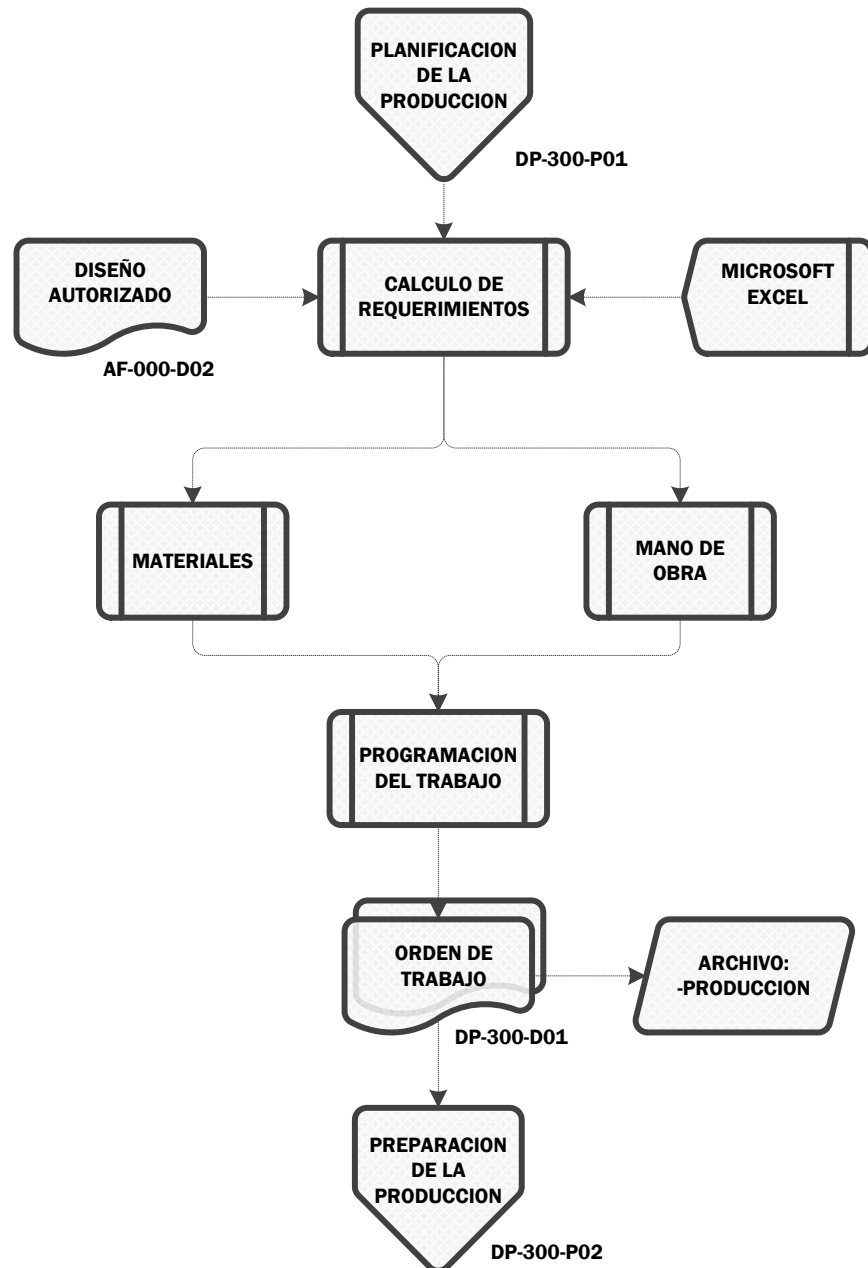 PLANIFICACION
DE LA
PRODUCCION
DP-300-P01
DISEÑO
AUTORIZADO
AF-000-D02
CALCULO DE
REQUERIMIENTOS
MICROSOFT
EXCEL
MATERIALES
MANO DE
OBRA
PROGRAMACION
DEL TRABAJO
ORDEN DE
TRABAJO
DP-300-D01
ARCHIVO:
-PRODUCCION
PREPARACION
DE LA
PRODUCCION
DP-300-P02